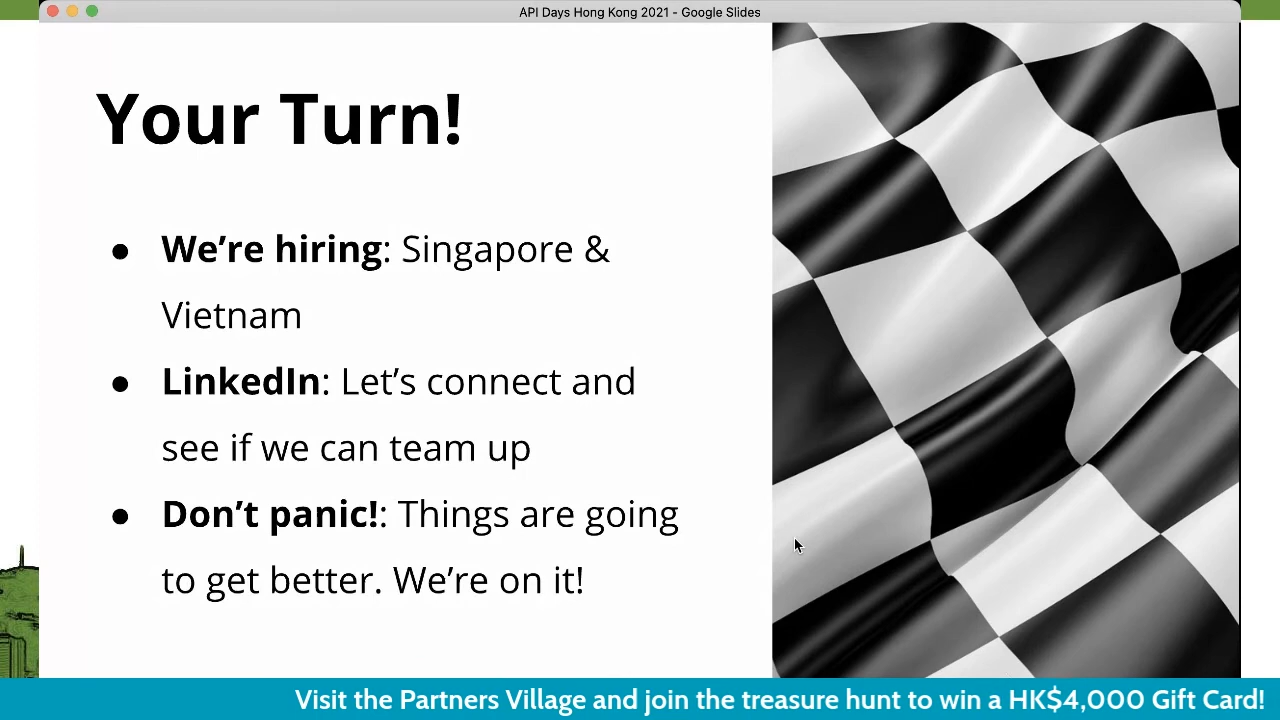 API Days Hong Kong 2021 - Google Slides
Your Turn!
● We’re hiring: Singapore &
Vietnam
● LinkedIn: Let’s connect and
see if we can team up
● Don’t panic!: Things are going
to get better. We’re on it!
Visit the Partners Village and join the treasure hunt to win a HK$4,000 Gift Card!